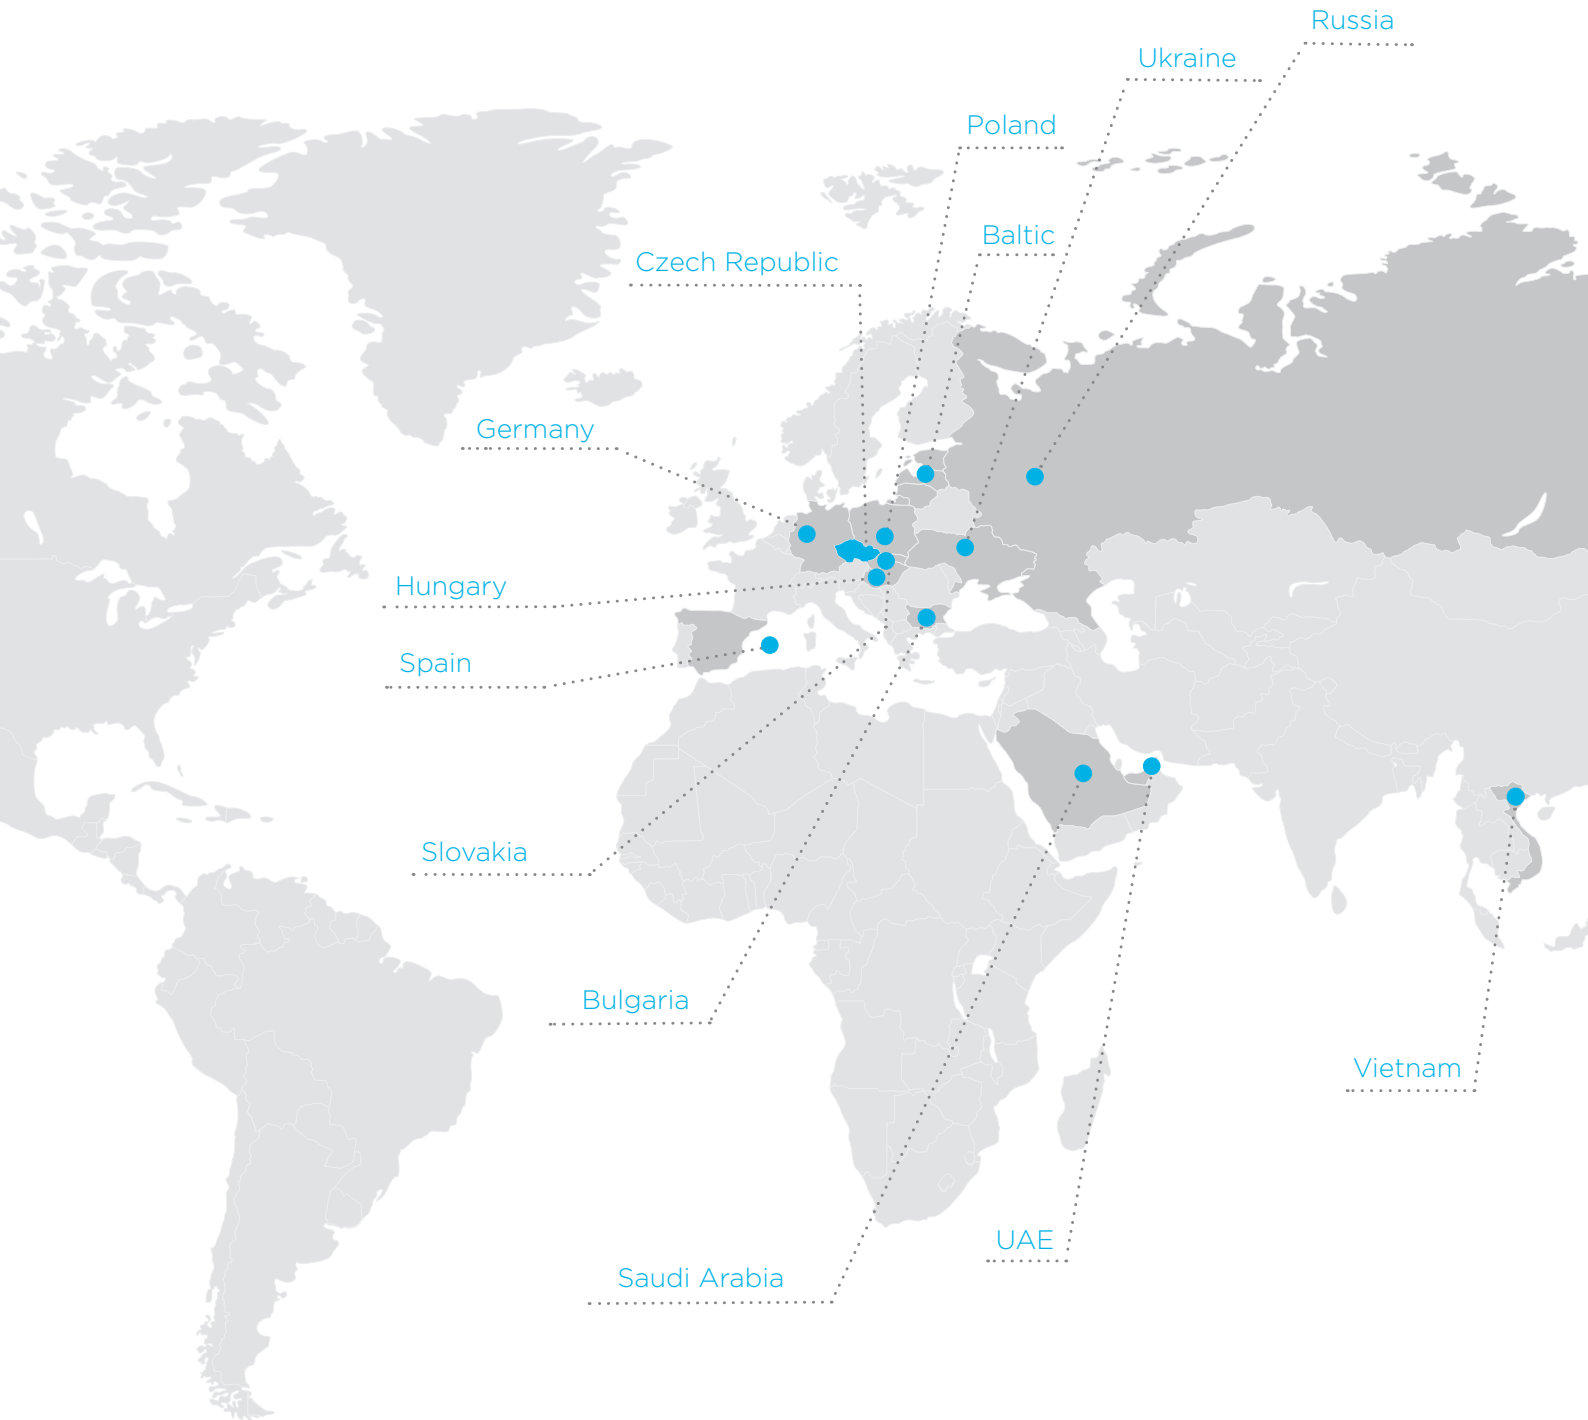 Russia
Ukraine
Poland
Baltic
Czech Republic
Germany
Hungary
Spain
Slovakia
Bulgaria
Vietnam
UAE
Saudi Arabia